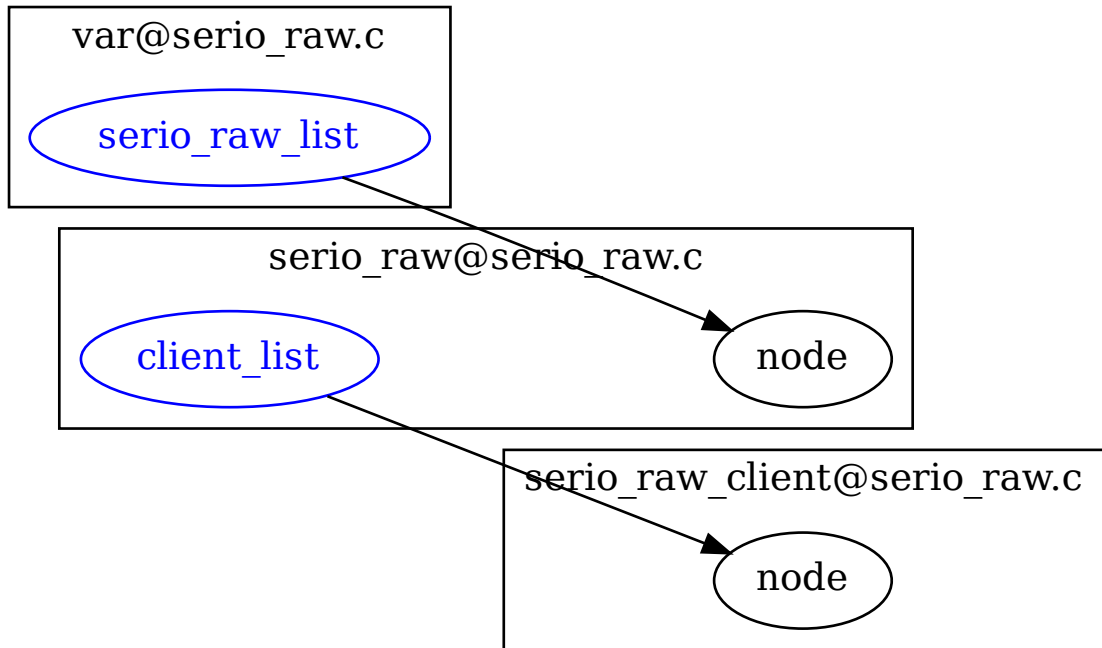 var@serio_raw.c
serio_raw_list
serio_raw@serio_raw.c
client_list
node
serio_raw_client@serio_raw.c
node